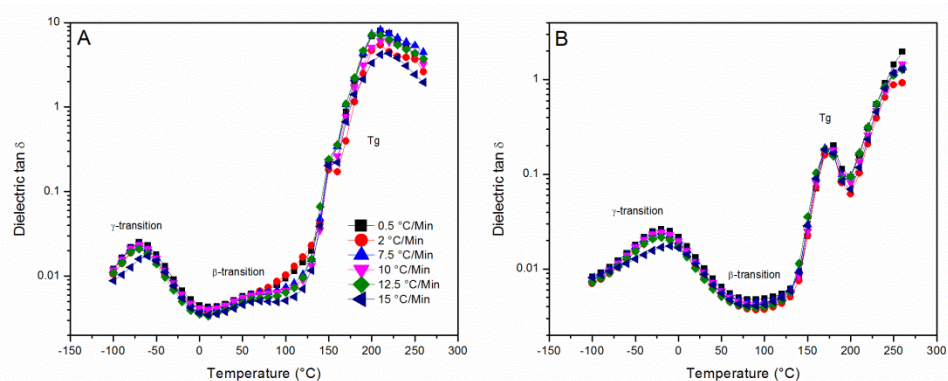 A
Dielectric tan δ
10
1
0.1
0.01
γ-transition
β-transition
Tg
0.5 °C/Min
2 °C/Min
7.5 °C/Min
10 °C/Min
12.5 °C/Min
15 °C/Min
-150 -100 -50 0 50 100 150 200 250 300
Temperature (°C)
B
Dielectric tan δ
1
0.1
0.01
Tg
γ-transition
β-transition
-150 -100 -50 0 50 100 150 200 250 300
Temperature (°C)